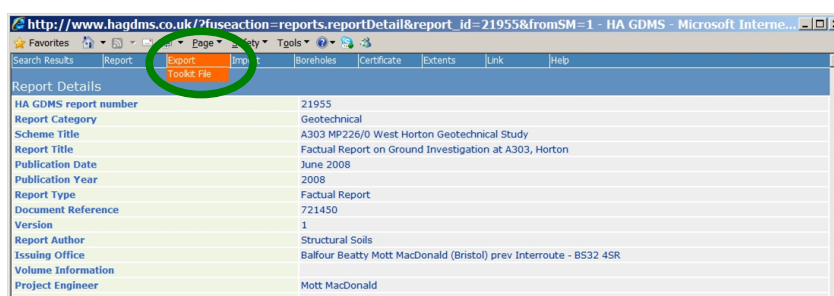 http://www.hagdms.co.uk/?fuseaction=reports.reportDetail&report_id=21955&fromSM=1 - HA GDMS - Microsoft Interne...
Favorites Page Safety Tools
Search Results Report Export Import Boreholes Certificate Extents Link Help
Toolkit File
Report Details
HA GDMS report number 21955
Report Category Geotechnical
Scheme Title A303 MP226/0 West Horton Geotechnical Study
Report Title Factual Report on Ground Investigation at A303, Horton
Publication Date June 2008
Publication Year 2008
Report Type Factual Report
Document Reference 721450
Version 1
Report Author Structural Soils
Issuing Office Balfour Beatty Mott MacDonald (Bristol) prev Interroute - BS32 4SR
Volume Information
Project Engineer Mott MacDonald